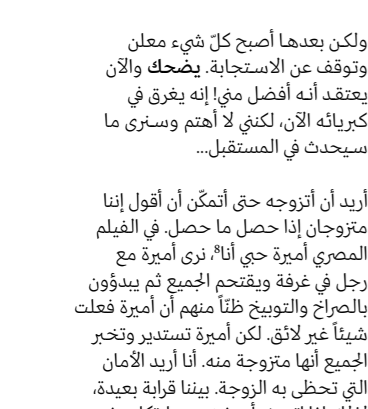 ولكن بعدها أصبح كلّ شيء معلن
وتوقف عن الاستجابة. يضحك والآن
يعتقد أنه أفضل مني! إنه يغرق في
كبريائه الآن، لكنني لا أهتم وسنرى ما
سيحدث في المستقبل...
أريد أن أتزوجه حتى أتمكّن أن أقول إننا
متزوجان إذا حصل ما حصل. في الفيلم
المصري أميرة حبي أنا⁸، نرى أميرة مع
رجل في غرفة ويقتحم الجميع ثم يبدؤون
بالصراخ والتوبيخ ظنّاً منهم أن أميرة فعلت
شيئاً غير لائق. لكن أميرة تستدير وتخبر
الجميع أنها متزوجة منه. أنا أريد الأمان
التي تحظى به الزوجة. بيننا قرابة بعيدة،